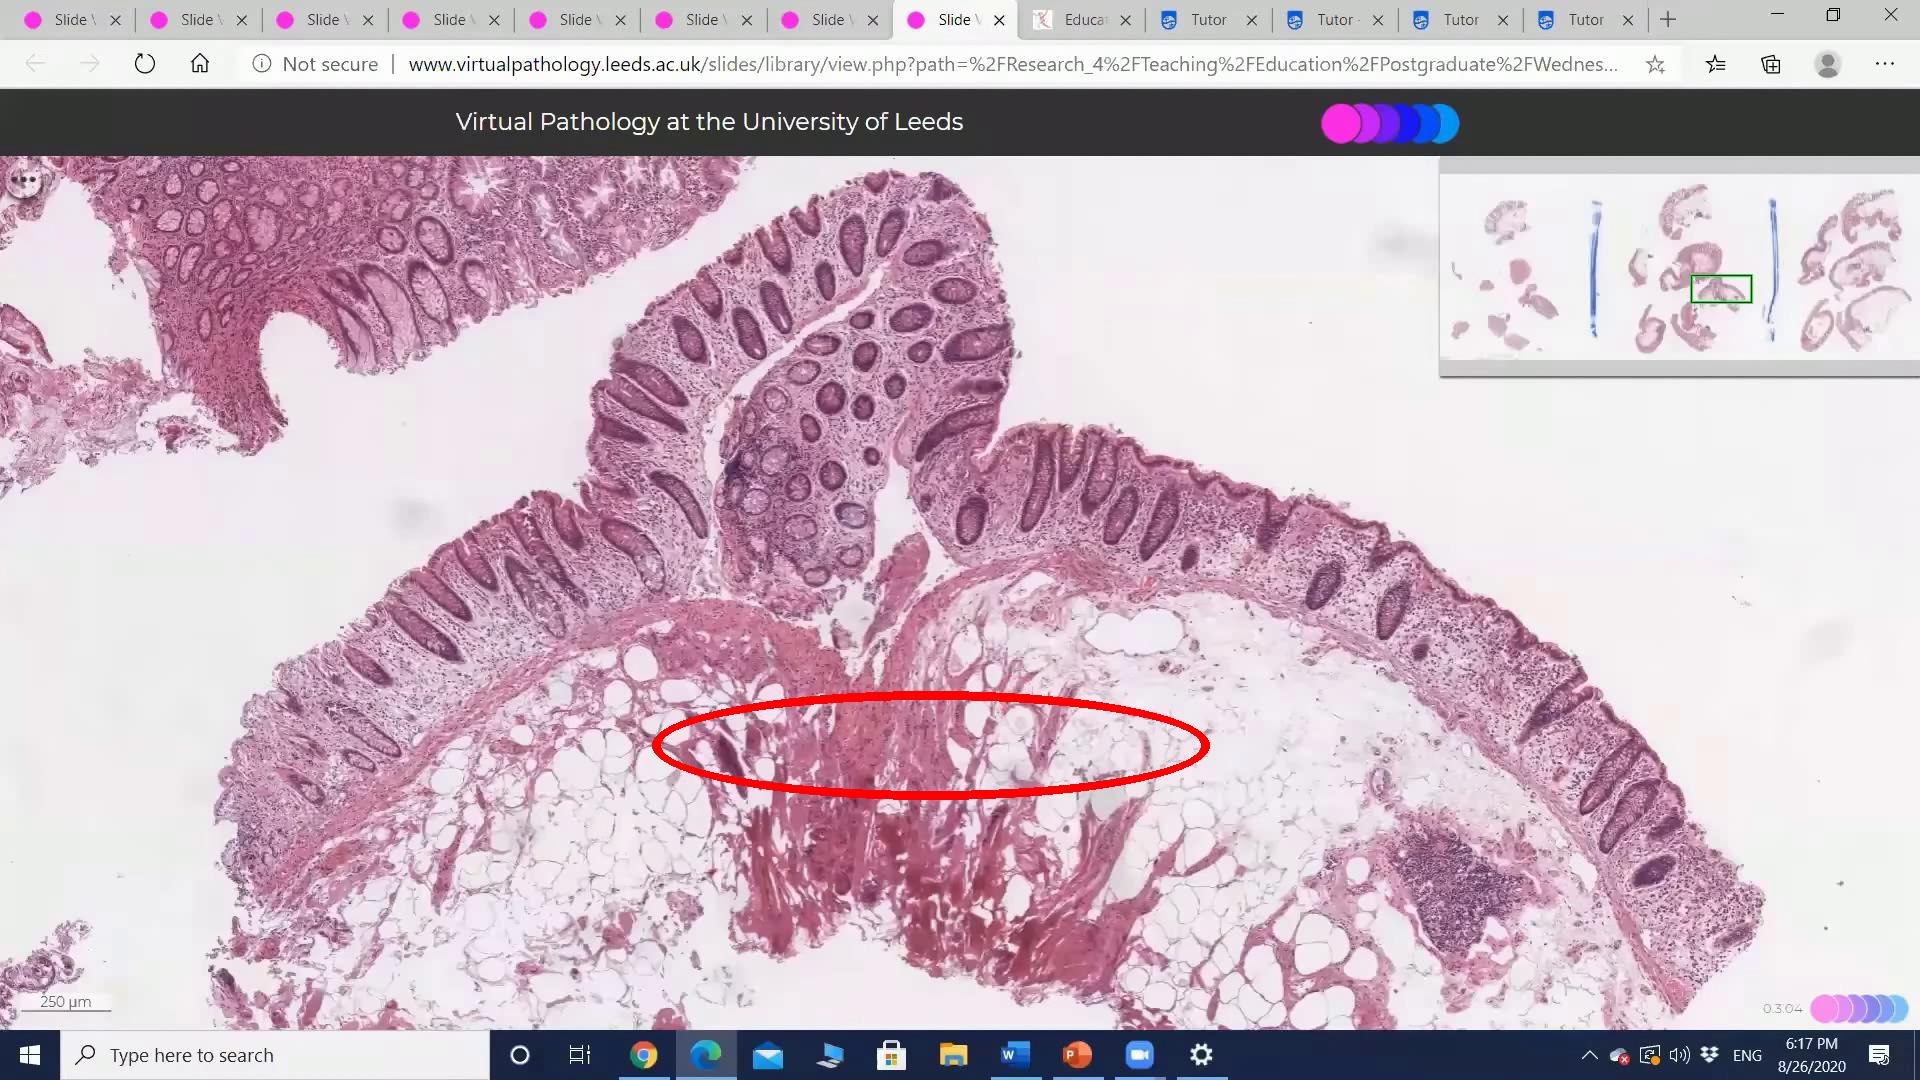 Slide \ Slide \ Slide \ Slide \ Slide \ Slide \ Slide \ Slide \ Educat Tutor Tutor - Tutor Tutor
Not secure | www.virtualpathology.leeds.ac.uk/slides/library/view.php?path=%2FResearch_4%2FTeaching%2FEducation%2FPostgraduate%2FWednes...
Virtual Pathology at the University of Leeds
250 µm
0.3.04
Type here to search
ENG
6:17 PM
8/26/2020